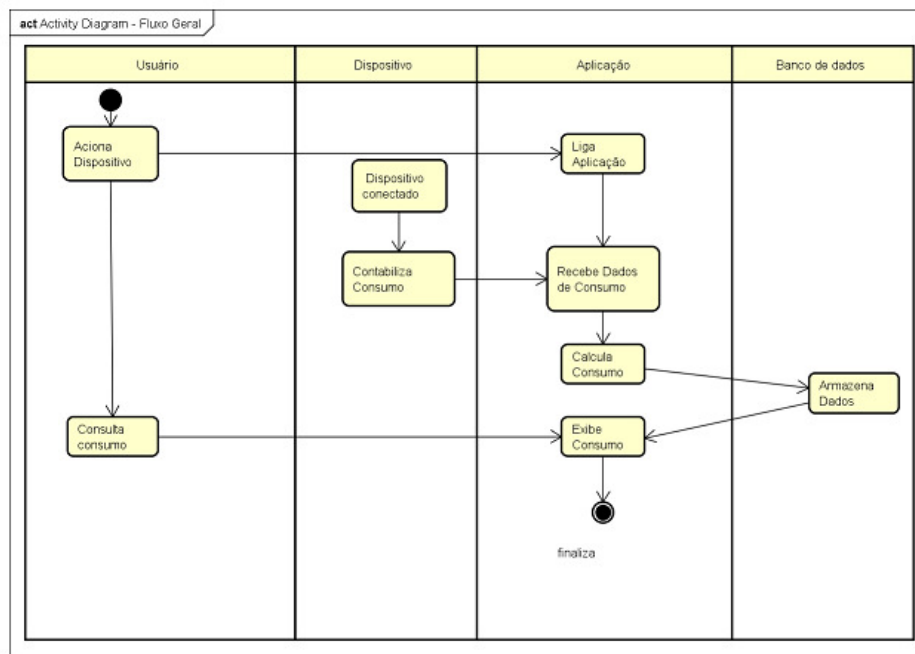 act Activity Diagram - Fluxo Geral
Usuário
Dispositivo
Aplicação
Banco de dados
Aciona
Dispositivo
Liga
Aplicação
Dispositivo
conectado
Contabiliza
Consumo
Recebe Dados
de Consumo
Calcula
Consumo
Armazena
Dados
Consulta
consumo
Exibe
Consumo
finaliza